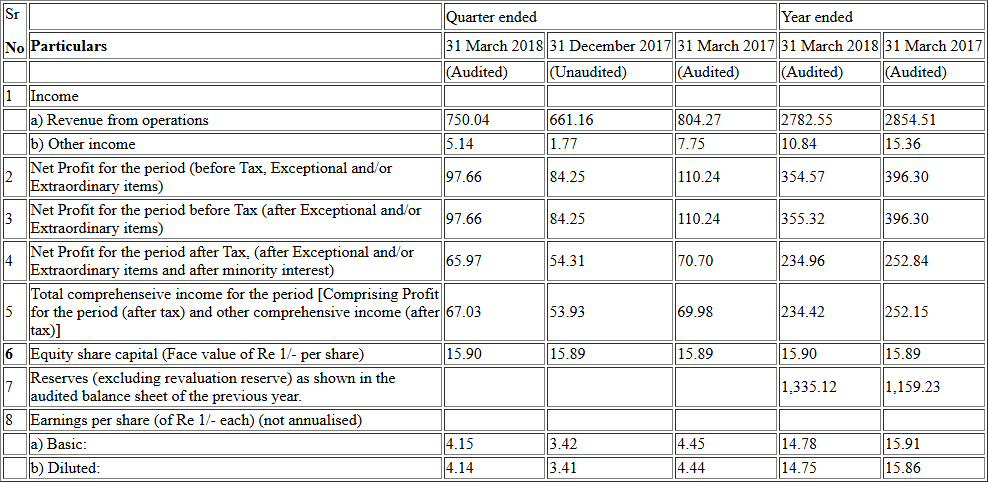 Sr Quarter ended Year ended
No Particulars 31 March 2018 31 December 2017 31 March 2017 31 March 2018 31 March 2017
(Audited) (Unaudited) (Audited) (Audited) (Audited)
1 Income
a) Revenue from operations 750.04 661.16 804.27 2782.55 2854.51
b) Other income 5.14 1.77 7.75 10.84 15.36
2 Net Profit for the period (before Tax, Exceptional and/or
Extraordinary items) 97.66 84.25 110.24 354.57 396.30
3 Net Profit for the period before Tax (after Exceptional and/or
Extraordinary items) 97.66 84.25 110.24 355.32 396.30
4 Net Profit for the period after Tax, (after Exceptional and/or
Extraordinary items and after minority interest) 65.97 54.31 70.70 234.96 252.84
Total comprehenseive income for the period [Comprising Profit
5 for the period (after tax) and other comprehensive income (after 67.03 53.93 69.98 234.42 252.15
tax)]
6 Equity share capital (Face value of Re 1/- per share) 15.90 15.89 15.89 15.90 15.89
7 Reserves (excluding revaluation reserve) as shown in the
audited balance sheet of the previous year. 1,335.12 1,159.23
8 Earnings per share (of Re 1/- each) (not annualised)
a) Basic: 4.15 3.42 4.45 14.78 15.91
b) Diluted: 4.14 3.41 4.44 14.75 15.86